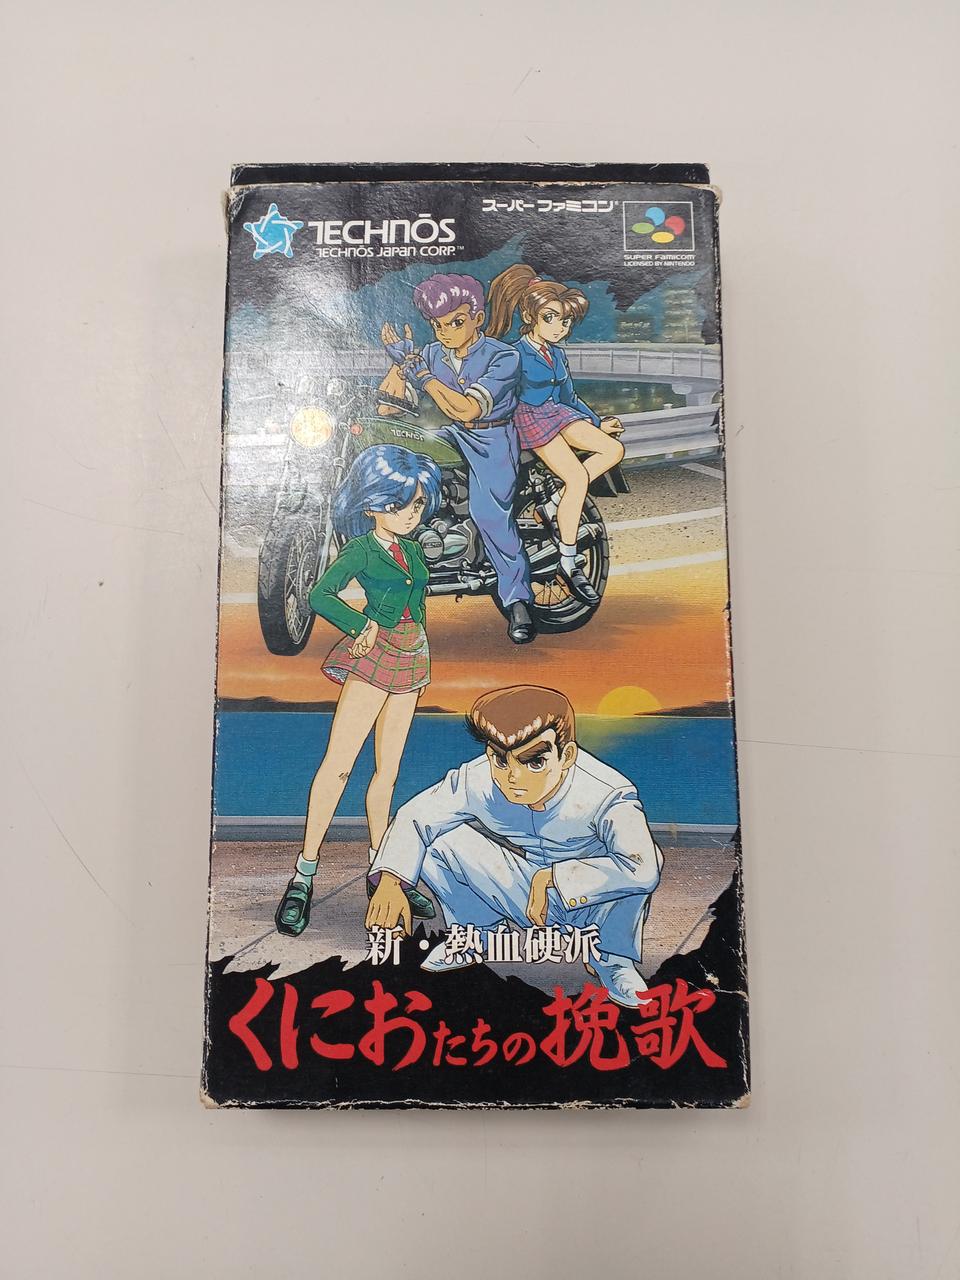 TECHNŌS
TECHNŌS JAPAN CORP.™
スーパーファミコン®
SUPER FAMICOM
LICENSED BY NINTENDO
TECHNOS
新・熱血硬派
くにおたちの挽歌